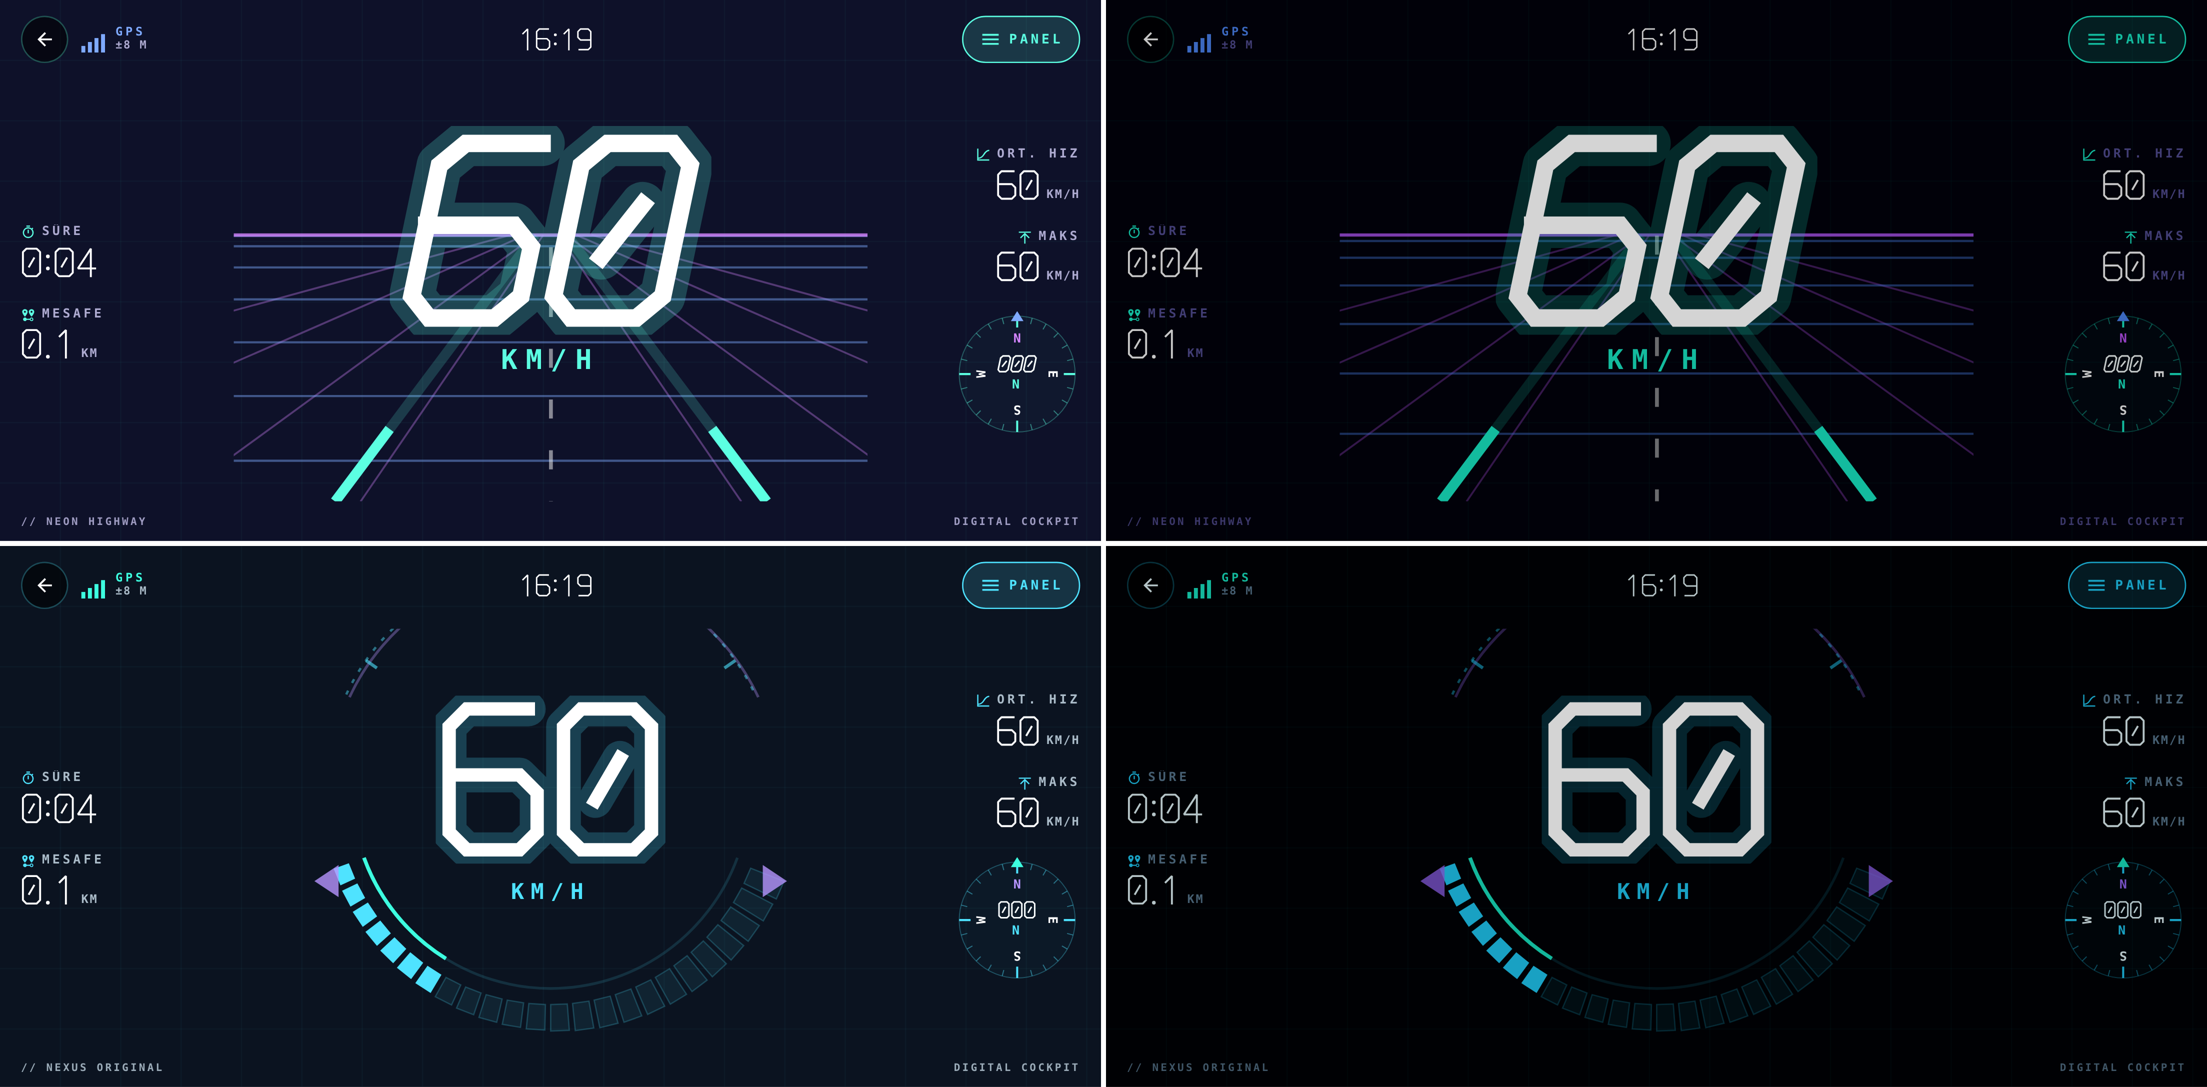 GPS
±8 M
16:19
PANEL
60
KM/H
SÜRE
0:04
MESAFE
0.1 KM
ORT. HIZ
60 KM/H
MAKS
60 KM/H
N
W 000 E
N
S
// NEON HIGHWAY
DIGITAL COCKPIT
GPS
±8 M
16:19
PANEL
60
KM/H
SÜRE
0:04
MESAFE
0.1 KM
ORT. HIZ
60 KM/H
MAKS
60 KM/H
N
W 000 E
N
S
// NEON HIGHWAY
DIGITAL COCKPIT
GPS
±8 M
16:19
PANEL
60
KM/H
SÜRE
0:04
MESAFE
0.1 KM
ORT. HIZ
60 KM/H
MAKS
60 KM/H
N
W 000 E
N
S
// NEXUS ORIGINAL
DIGITAL COCKPIT
GPS
±8 M
16:19
PANEL
60
KM/H
SÜRE
0:04
MESAFE
0.1 KM
ORT. HIZ
60 KM/H
MAKS
60 KM/H
N
W 000 E
N
S
// NEXUS ORIGINAL
DIGITAL COCKPIT